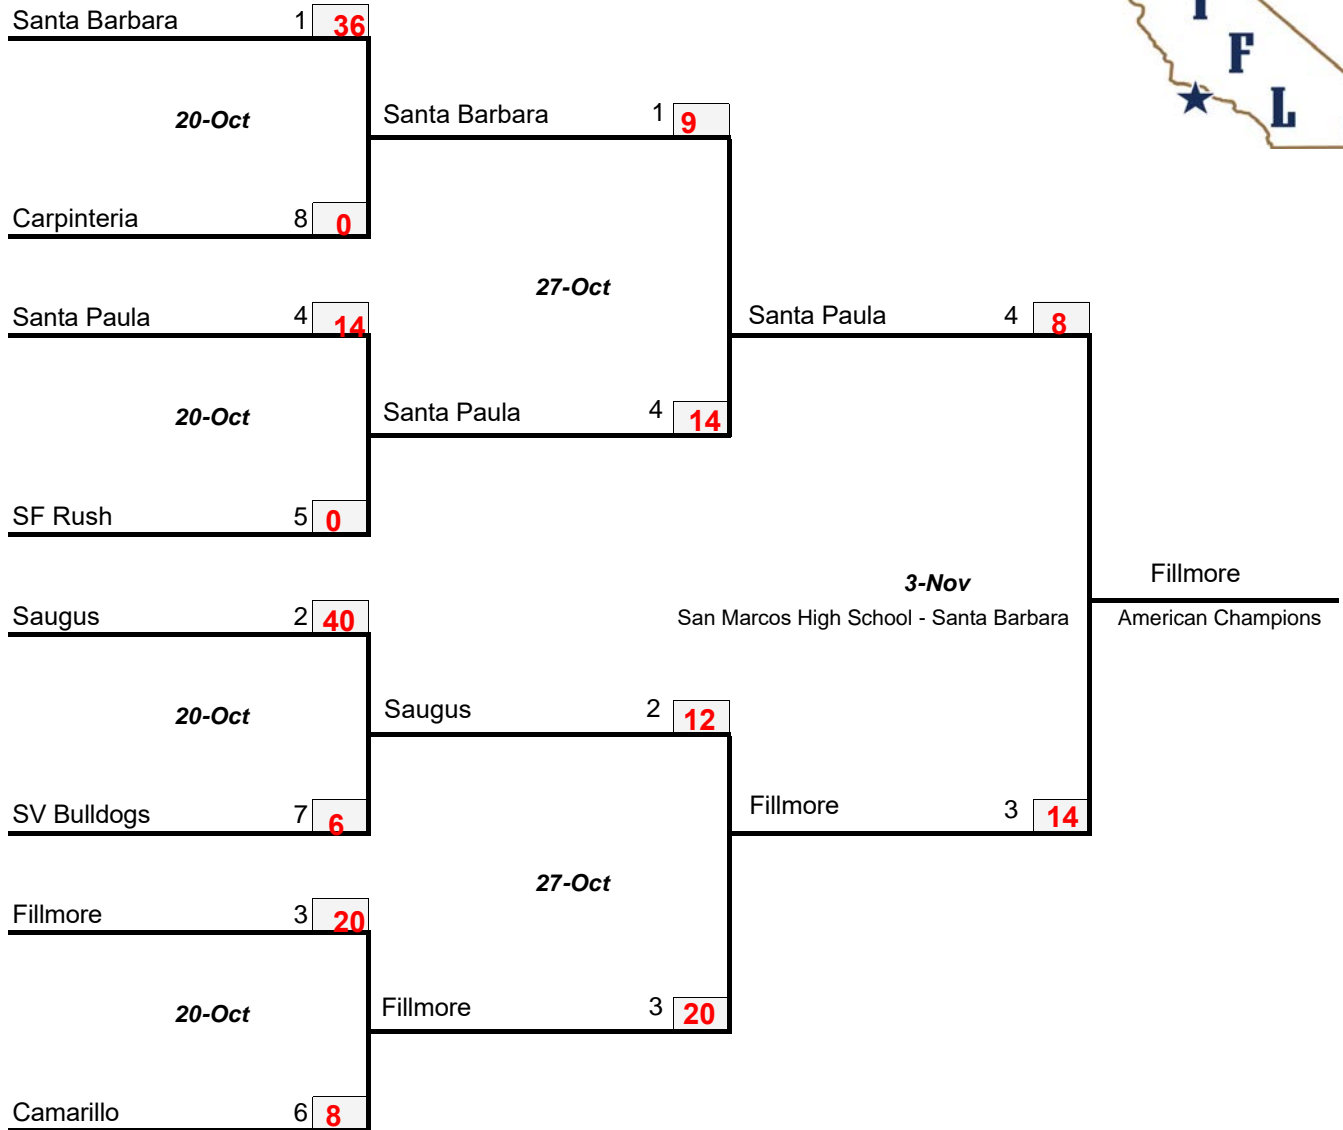 Santa Barbara 1 36
20-Oct
Carpinteria 8 0
Santa Paula 4 14
20-Oct
SF Rush 5 0
Saugus 2 40
20-Oct
SV Bulldogs 7 6
Fillmore 3 20
20-Oct
Camarillo 6 8
Santa Barbara 1 9
27-Oct
Santa Paula 4 14
Saugus 2 12
27-Oct
Fillmore 3 20
Santa Paula 4 8
3-Nov
San Marcos High School - Santa Barbara
Fillmore 3 14
Fillmore
American Champions
F
L